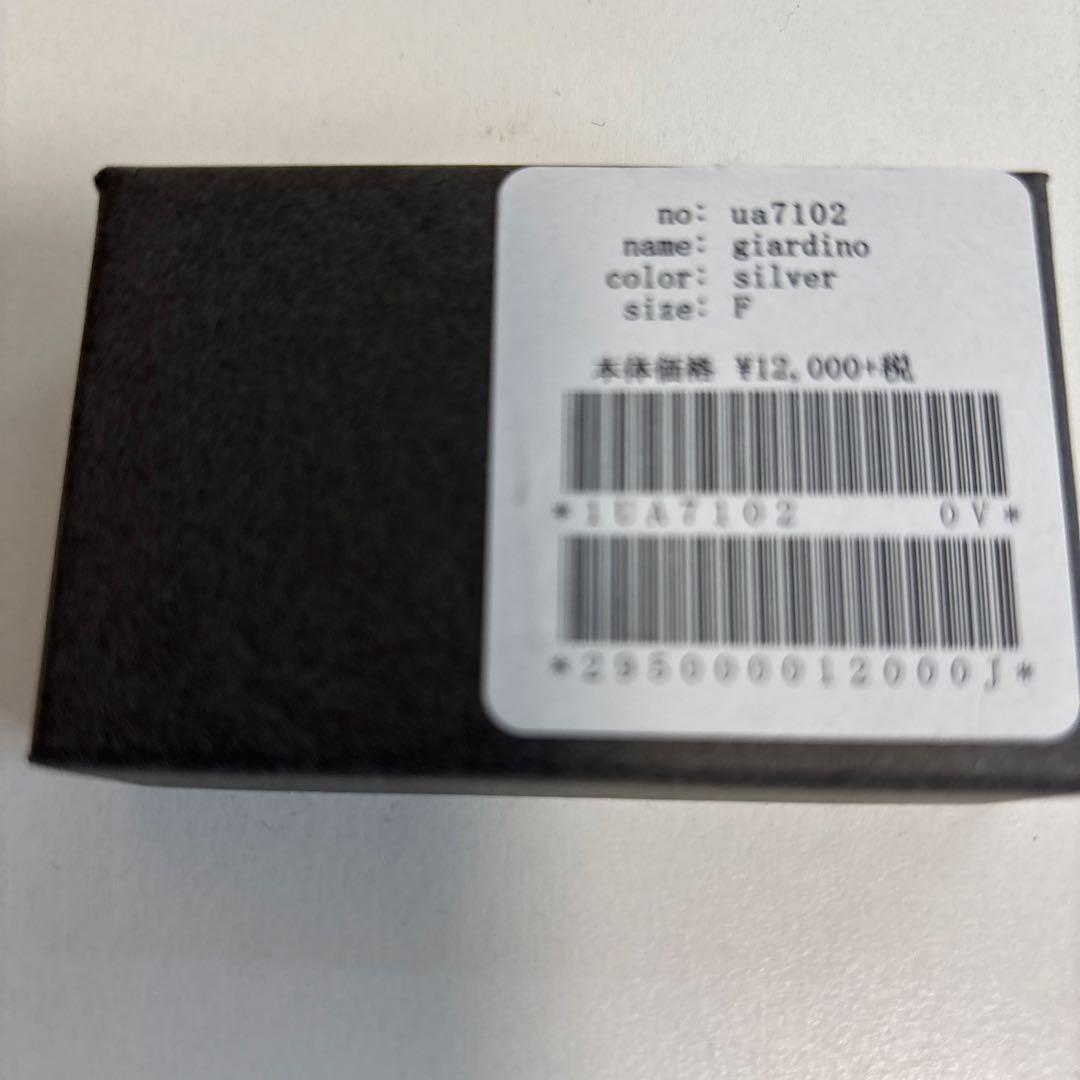 no: ua7102
name: giardino
color: silver
size: F
本体価格 ¥12,000+税
*1UA7102 0V*
*2950000012000J*